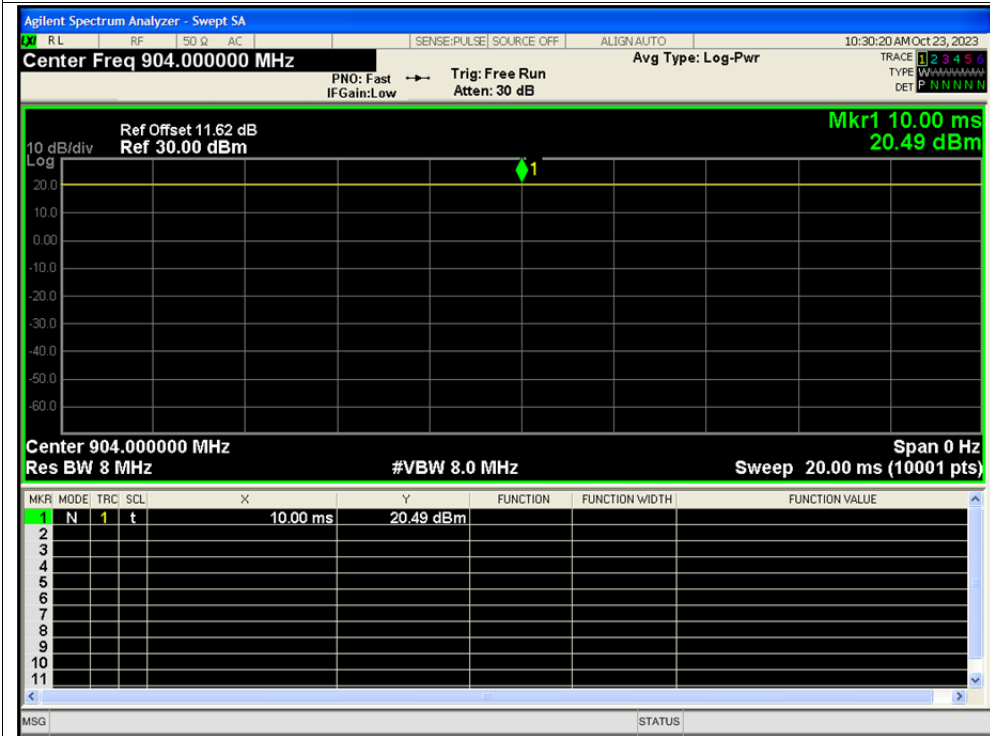 Agilent Spectrum Analyzer - Swept SA
LXI RL RF 50 Ω AC SENSE:PULSE SOURCE OFF ALIGN AUTO 10:30:20 AM Oct 23, 2023
Center Freq 904.000000 MHz
PNO: Fast
IFGain:Low
Trig: Free Run
Atten: 30 dB
Avg Type: Log-Pwr
TRACE 1 2 3 4 5 6
TYPE WWWWWW
DET P N N N N N
Ref Offset 11.62 dB
10 dB/div Ref 30.00 dBm
Log
Mkr1 10.00 ms
20.49 dBm
1
20.0
10.0
0.00
-10.0
-20.0
-30.0
-40.0
-50.0
-60.0
Center 904.000000 MHz Span 0 Hz
Res BW 8 MHz #VBW 8.0 MHz Sweep 20.00 ms (10001 pts)
MKR MODE TRC SCL X Y FUNCTION FUNCTION WIDTH FUNCTION VALUE
1 N 1 t 10.00 ms 20.49 dBm
2
3
4
5
6
7
8
9
10
11
MSG STATUS